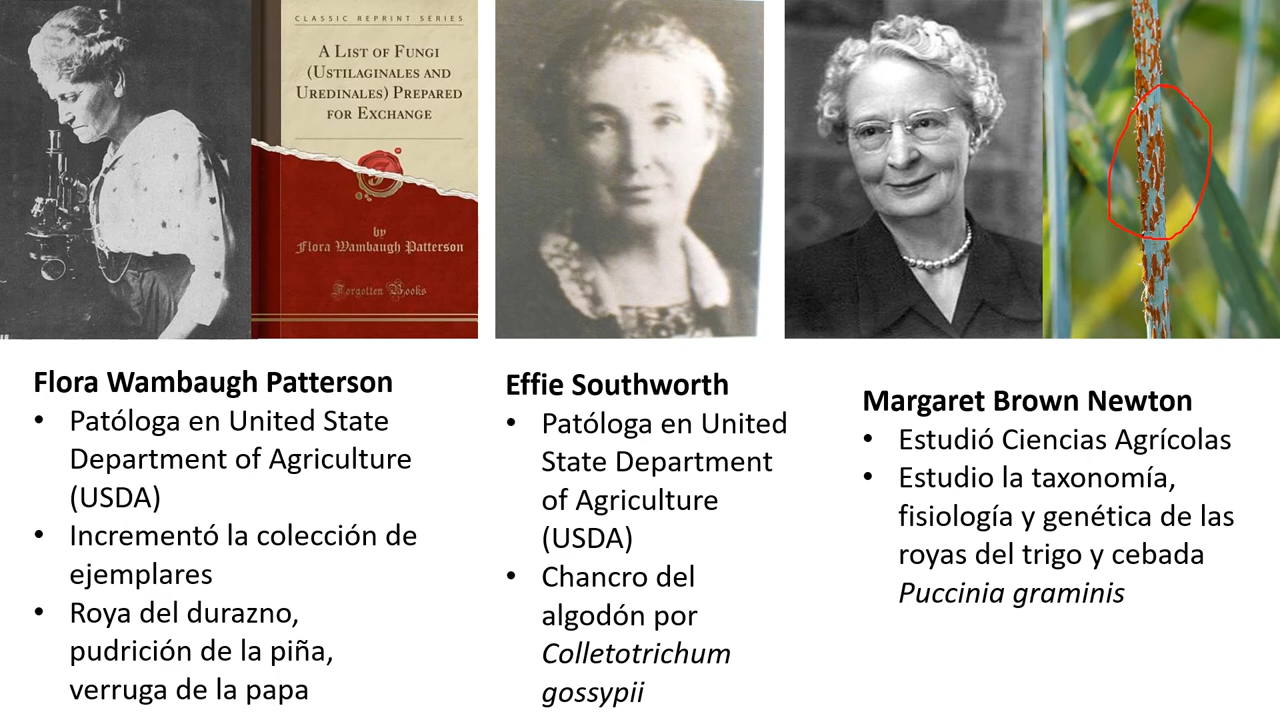 CLASSIC REPRINT SERIES
A List of Fungi
(Ustilaginales and
Uredinales) Prepared
for Exchange
by
Flora Wambaugh Patterson
Forgotten Books
Flora Wambaugh Patterson
• Patóloga en United State
Department of Agriculture
(USDA)
• Incrementó la colección de
ejemplares
• Roya del durazno,
pudrición de la piña,
verruga de la papa
Effie Southworth
• Patóloga en United
State Department
of Agriculture
(USDA)
• Chancro del
algodón por
Colletotrichum
gossypii
Margaret Brown Newton
• Estudió Ciencias Agrícolas
• Estudio la taxonomía,
fisiología y genética de las
royas del trigo y cebada
Puccinia graminis